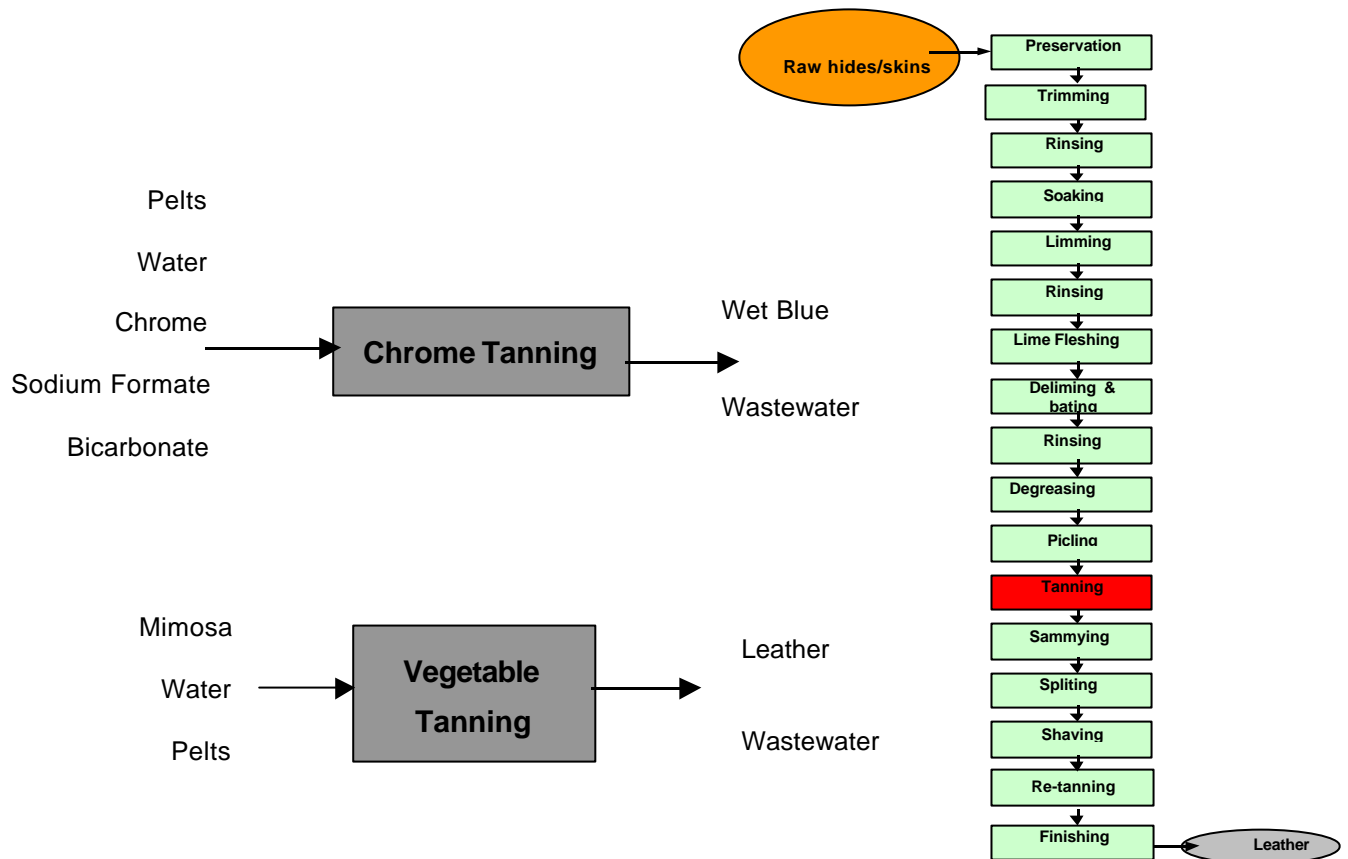 Pelts
Water
Chrome
Sodium Formate
Bicarbonate
Chrome Tanning
Wet Blue
Wastewater
Mimosa
Water
Pelts
Vegetable
Tanning
Leather
Wastewater
Raw hides/skins
Preservation
Trimming
Rinsing
Soaking
Limming
Rinsing
Lime Fleshing
Deliming &
bating
Rinsing
Degreasing
Picling
Tanning
Sammying
Spliting
Shaving
Re-tanning
Finishing
Leather